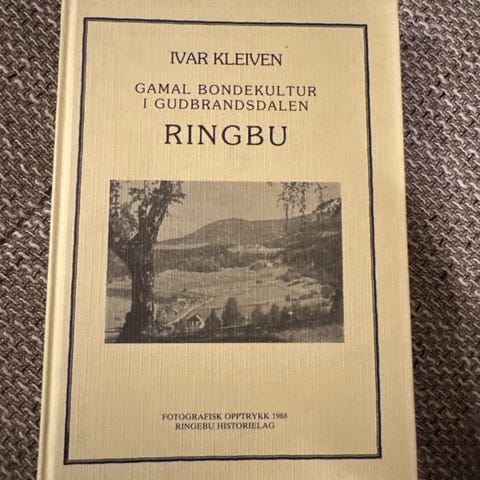 IVAR KLEIVEN
GAMAL BONDEKULTUR
I GUDBRANDSDALEN
RINGBU
FOTOGRAFISK OPPTRYKK 1988
RINGEBU HISTORIELAG